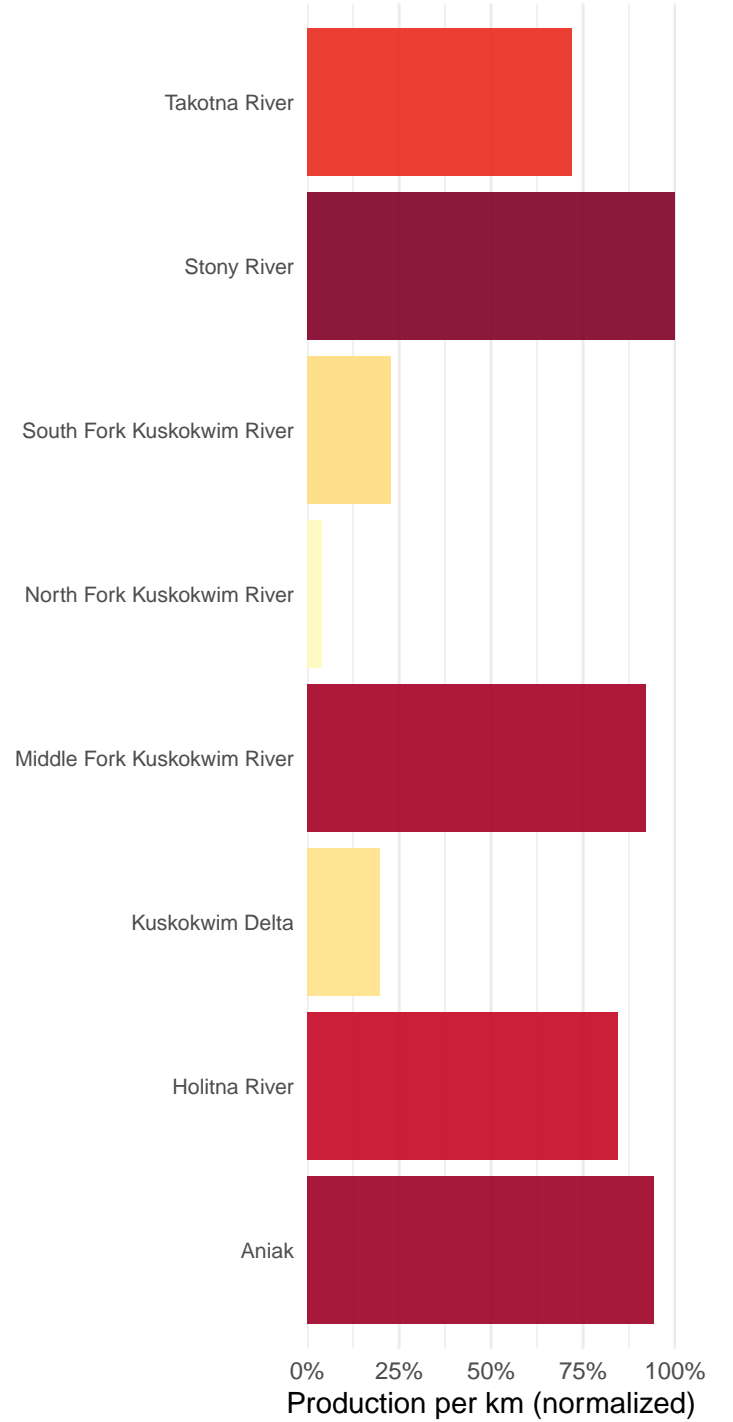 Takotna River
Stony River
South Fork Kuskokwim River
North Fork Kuskokwim River
Middle Fork Kuskokwim River
Kuskokwim Delta
Holitna River
Aniak
0% 25% 50% 75% 100%
Production per km (normalized)